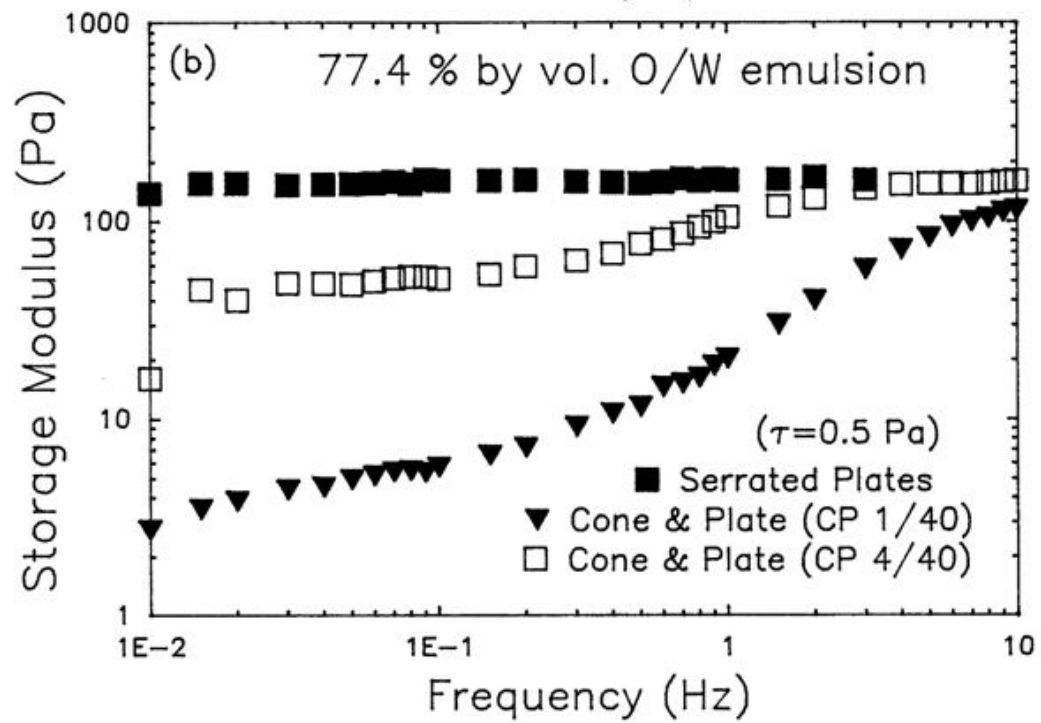 (b) 77.4 % by vol. O/W emulsion
Storage Modulus (Pa)
1000
100
10
1
(τ=0.5 Pa)
■ Serrated Plates
▼ Cone & Plate (CP 1/40)
□ Cone & Plate (CP 4/40)
1E-2 1E-1 1 10
Frequency (Hz)